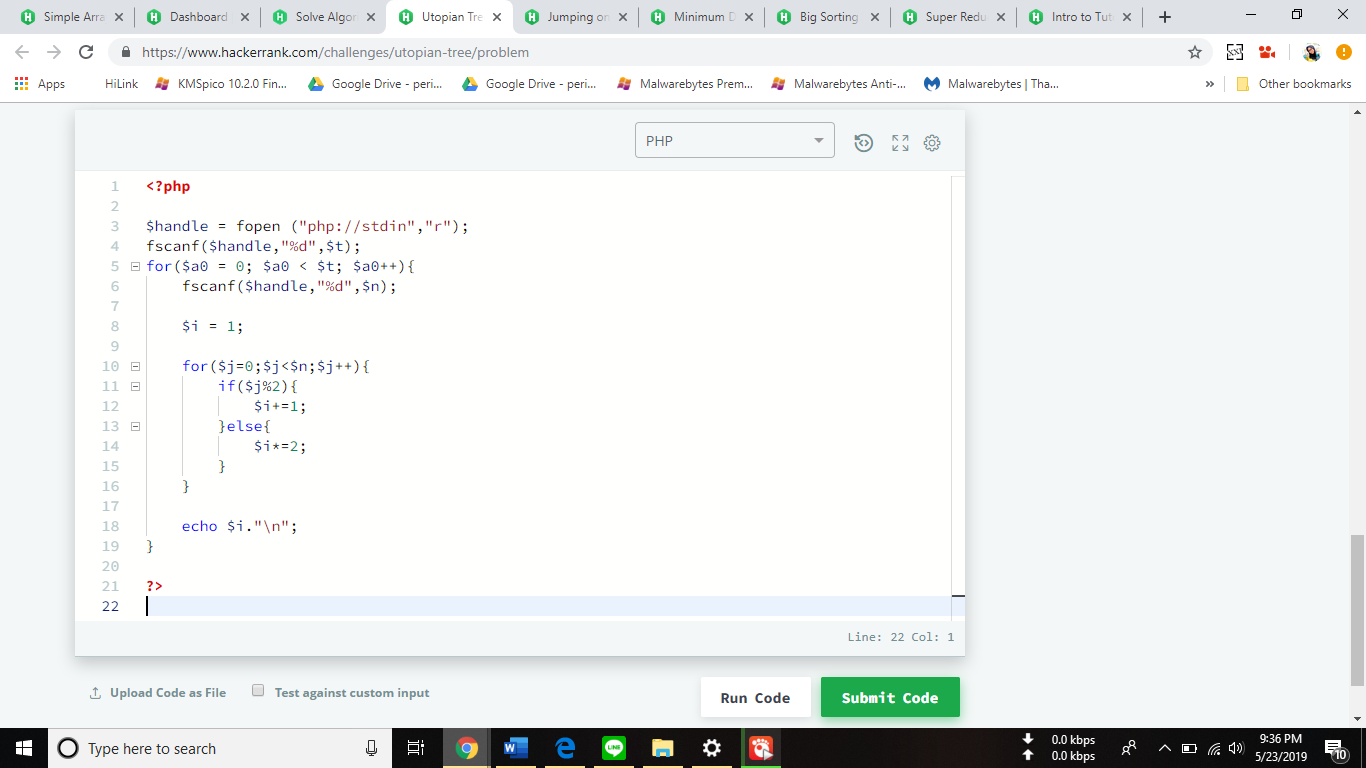 Simple Arra
Dashboard
Solve Algor
Utopian Tre
Jumping on
Minimum D
Big Sorting
Super Redu
Intro to Tut
https://www.hackerrank.com/challenges/utopian-tree/problem
Apps
HiLink
KMSpico 10.2.0 Fin...
Google Drive - peri...
Google Drive - peri...
Malwarebytes Prem...
Malwarebytes Anti-...
Malwarebytes | Tha...
»
Other bookmarks
PHP
1 <?php
2
3 $handle = fopen ("php://stdin","r");
4 fscanf($handle,"%d",$t);
5 for($a0 = 0; $a0 < $t; $a0++){
6 fscanf($handle,"%d",$n);
7
8 $i = 1;
9
10 for($j=0;$j<$n;$j++){
11 if($j%2){
12 $i+=1;
13 }else{
14 $i*=2;
15 }
16 }
17
18 echo $i."\n";
19 }
20
21 ?>
22
Line: 22 Col: 1
Upload Code as File
Test against custom input
Run Code
Submit Code
Type here to search
LINE
0.0 kbps
0.0 kbps
9:36 PM
5/23/2019
10